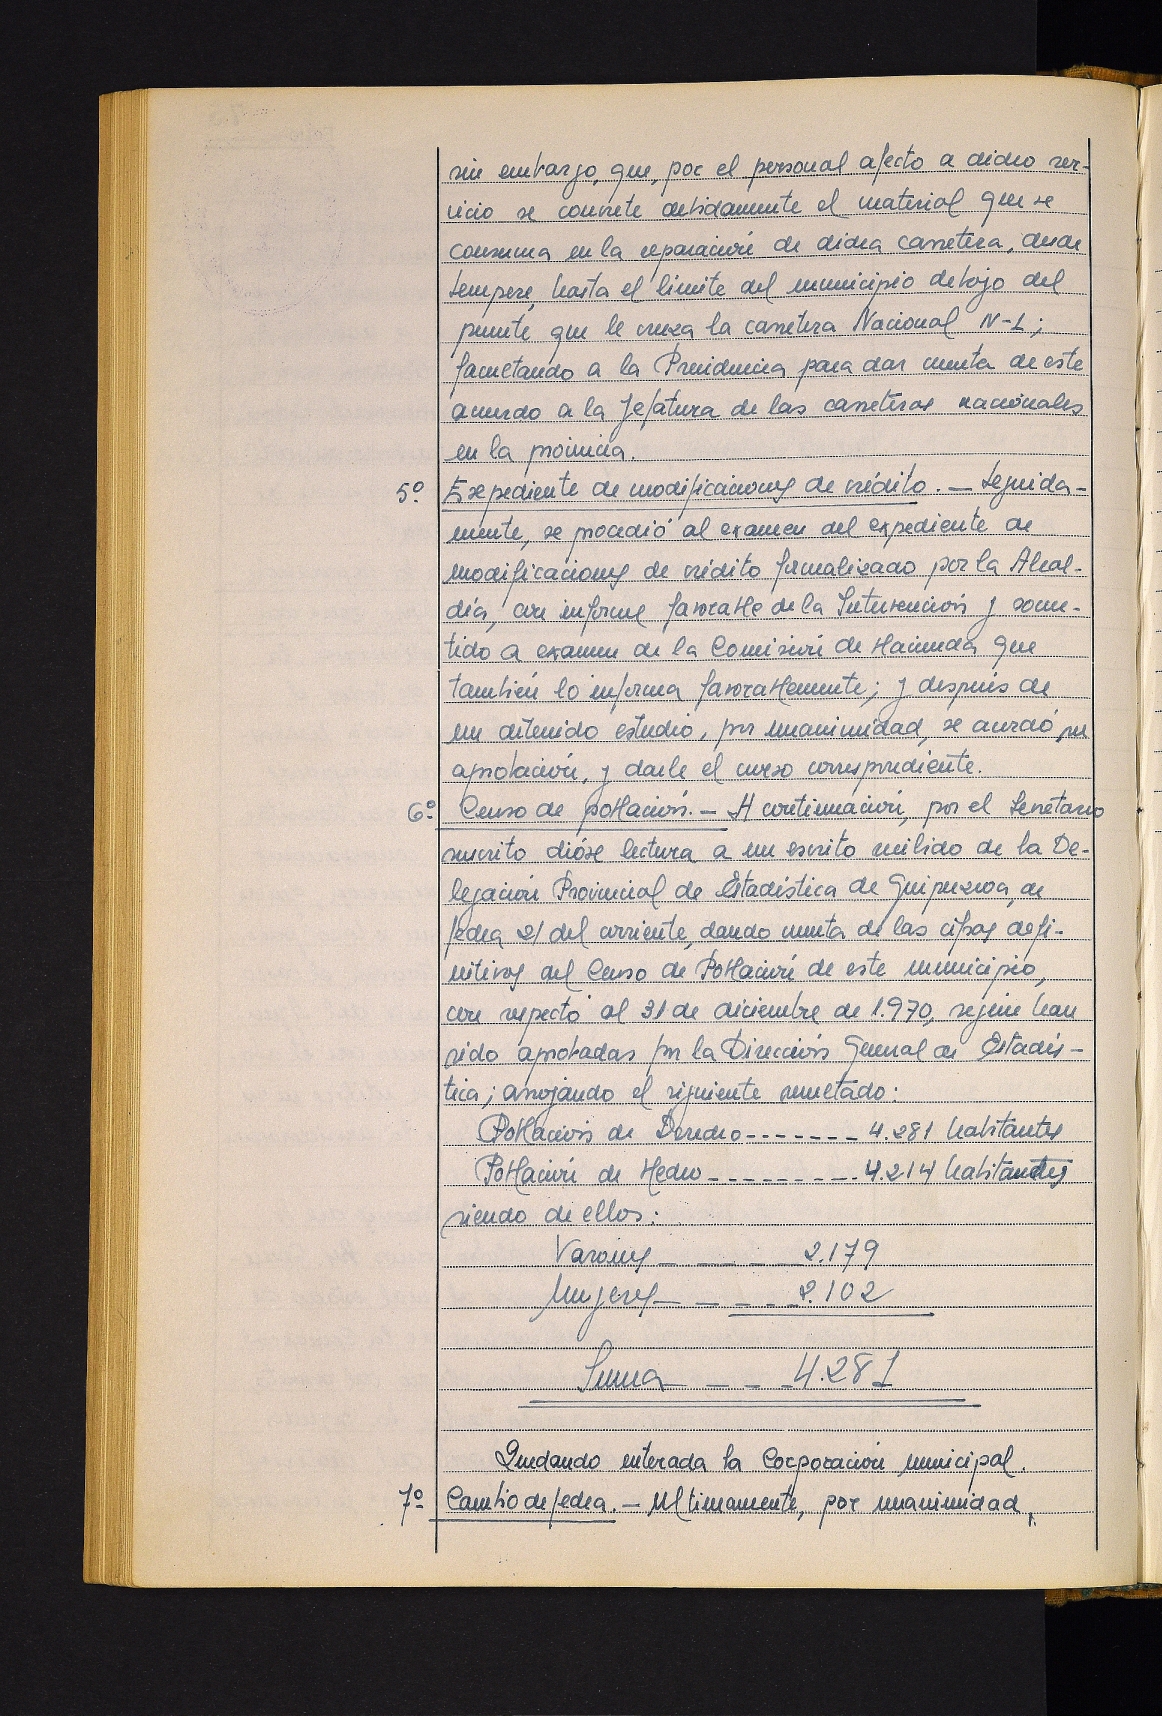 sin embargo, que, por el personal afecto a dicho ser-
vicio se concrete debidamente el material que se
consuma en la reparación de dicha carretera, desde
Sempere, hasta el límite del municipio debajo del
puente que le cruza la carretera Nacional N-1;
facultando a la Presidencia para dar cuenta de este
acuerdo a la Jefatura de las carreteras nacionales
en la provincia.
5º Expediente de modificaciones de crédito. — Seguida-
mente, se procedió al examen del expediente de
modificaciones de crédito formalizado por la Alcal-
día, con informe favorable de la Intervención y some-
tido a examen de la Comisión de Hacienda que
también lo informa favorablemente; y después de
un detenido estudio, por unanimidad, se acordó su
aprobación, y darle el curso correspondiente.
6º Censo de población. — A continuación, por el Secretario
suscrito dióse lectura a un escrito recibido de la De-
legación Provincial de Estadística de Guipuzcoa, de
fecha 21 del corriente, dando cuenta de las cifras defi-
nitivas del Censo de Población de este municipio,
con respecto al 31 de diciembre de 1.970, según han
sido aprobadas por la Dirección General de Estadís-
tica; arrojando el siguiente resultado:
Población de Derecho------- 4.281 habitantes
Población de Hecho--------- 4.214 habitantes
siendo de ellos:
Varones _ _ _ _ 2.179
Mujeres _ _ _ _ 2.102
Suma _ _ _ _ 4.281
Quedando enterada la Corporación municipal.
7º Cambio de fecha. — Ultimamente, por unanimidad,